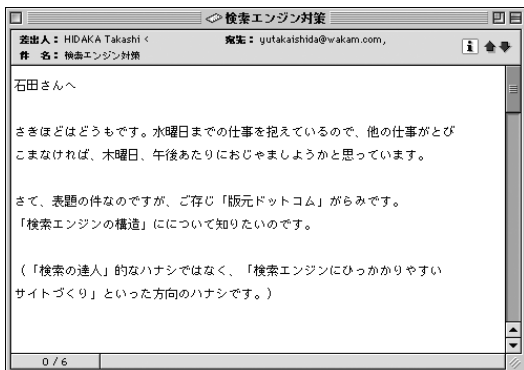 検索エンジン対策
差出人： HIDAKA Takashi <
宛先： yutakaishida@wakam.com,
件 名： 検索エンジン対策
石田さんへ
さきほどはどうもです。水曜日までの仕事を抱えているので、他の仕事がとび
こまなければ、木曜日、午後あたりにおじゃましようかと思っています。
さて、表題の件なのですが、ご存じ「版元ドットコム」がらみです。
「検索エンジンの構造」にについて知りたいのです。
（「検索の達人」的なハナシではなく、「検索エンジンにひっかかりやすい
サイトづくり」といった方向のハナシです。）
0 / 6